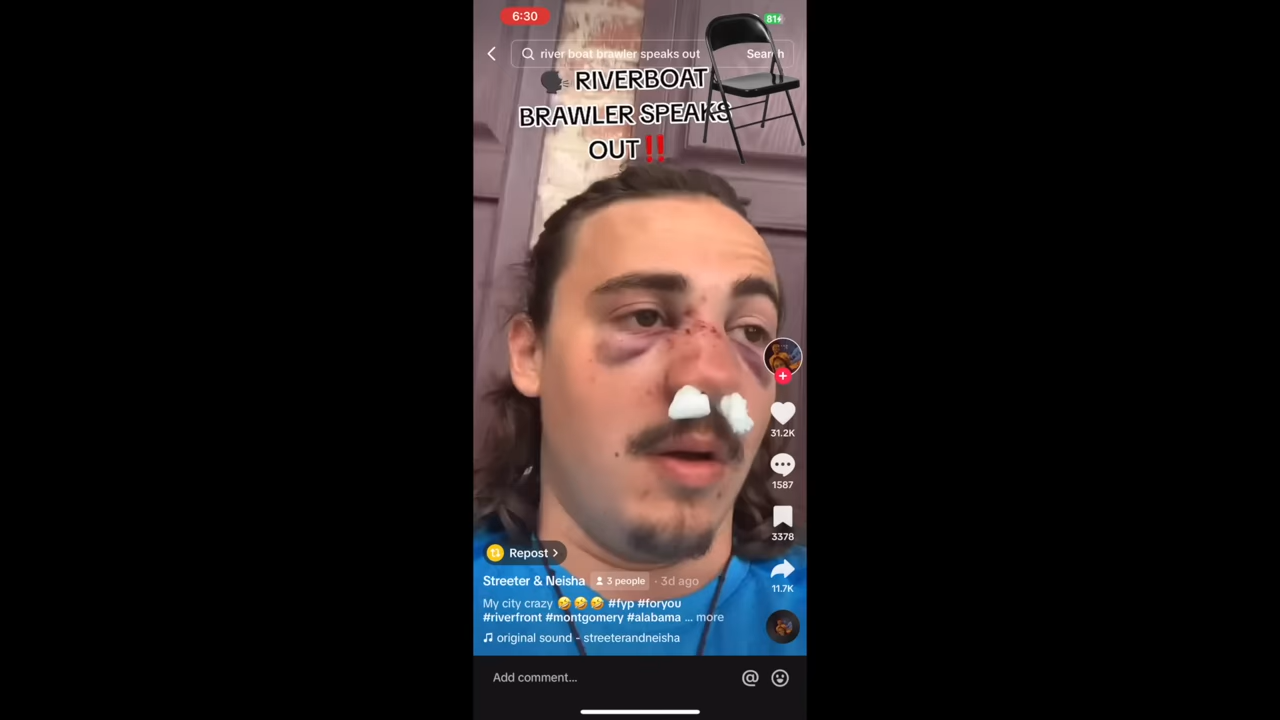 6:30
81
river boat brawler speaks out
Search
🗣 RIVERBOAT
BRAWLER SPEAKS
OUT‼️
31.2K
1587
3378
11.7K
Repost >
Streeter & Neisha 3 people · 3d ago
My city crazy 🤣🤣🤣 #fyp #foryou
#riverfront #montgomery #alabama ... more
original sound - streeterandneisha
Add comment...
@